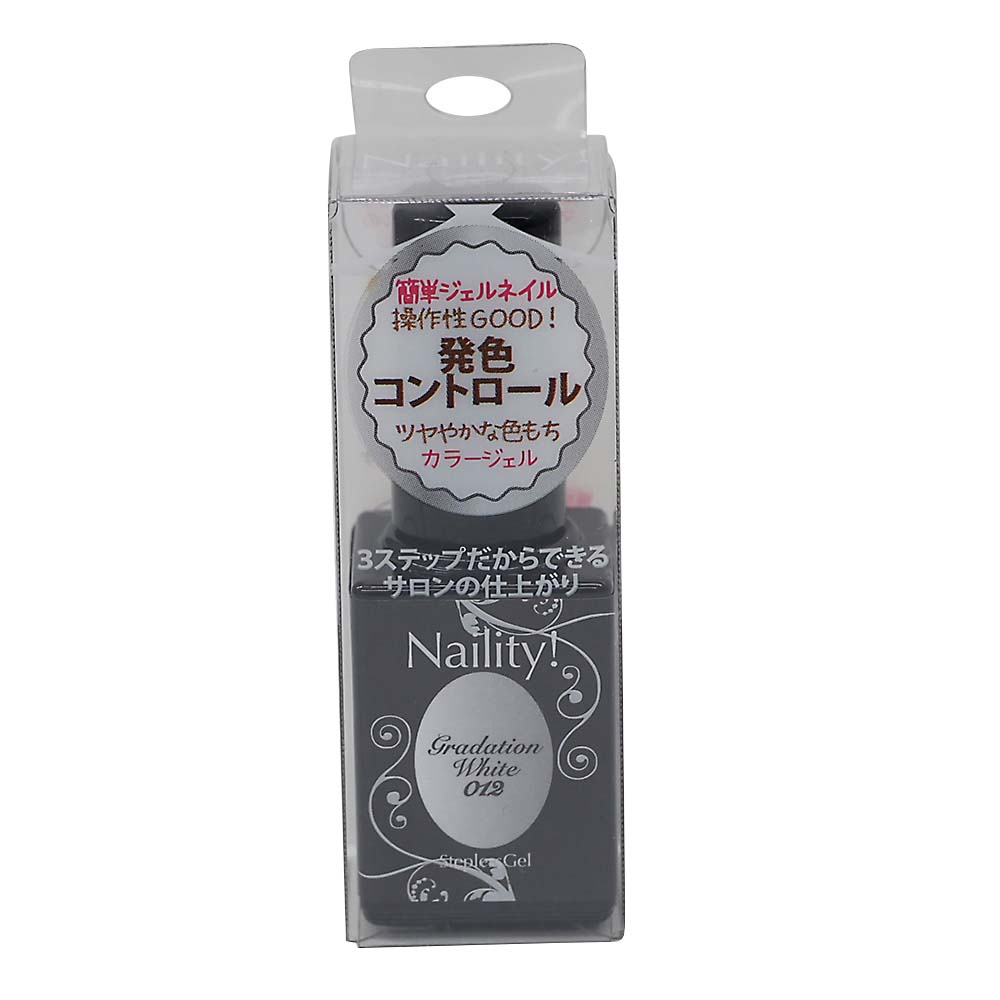 Naility!
簡単ジェルネイル
操作性GOOD!
発色
コントロール
ツヤやかな色もち
カラージェル
3ステップだからできる
サロンの仕上がり
Naility!
Gradation
White
012
SteplessGel